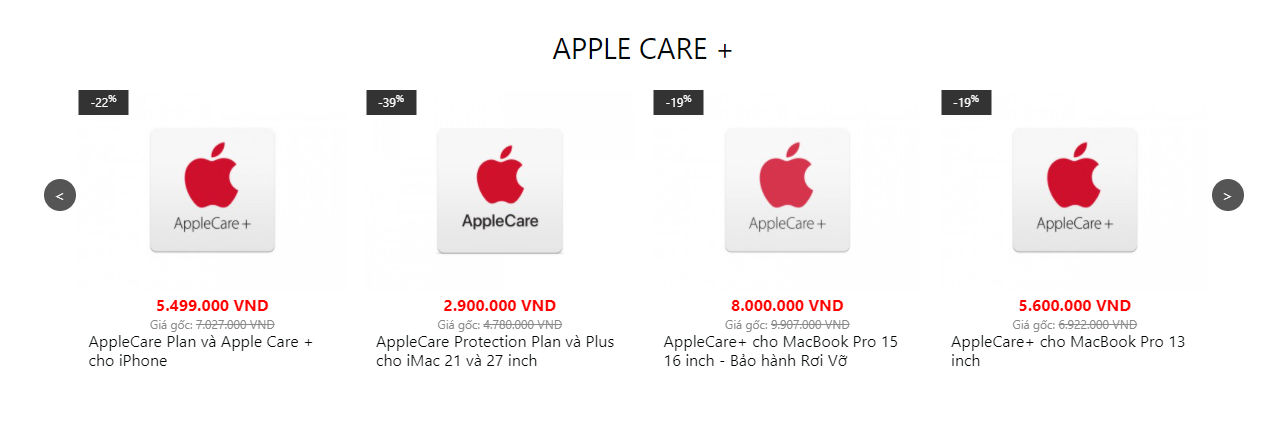 APPLE CARE +
-22%
-39%
-19%
-19%
AppleCare+
AppleCare
AppleCare+
AppleCare+
<
>
5.499.000 VND
Giá gốc: 7.027.000 VND
AppleCare Plan và Apple Care +
cho iPhone
2.900.000 VND
Giá gốc: 4.780.000 VND
AppleCare Protection Plan và Plus
cho iMac 21 và 27 inch
8.000.000 VND
Giá gốc: 9.907.000 VND
AppleCare+ cho MacBook Pro 15
16 inch - Bảo hành Rơi Vỡ
5.600.000 VND
Giá gốc: 6.922.000 VND
AppleCare+ cho MacBook Pro 13
inch